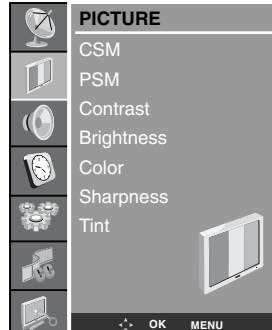 PICTURE
CSM
PSM
Contrast
Brightness
Color
Sharpness
Tint
OK MENU